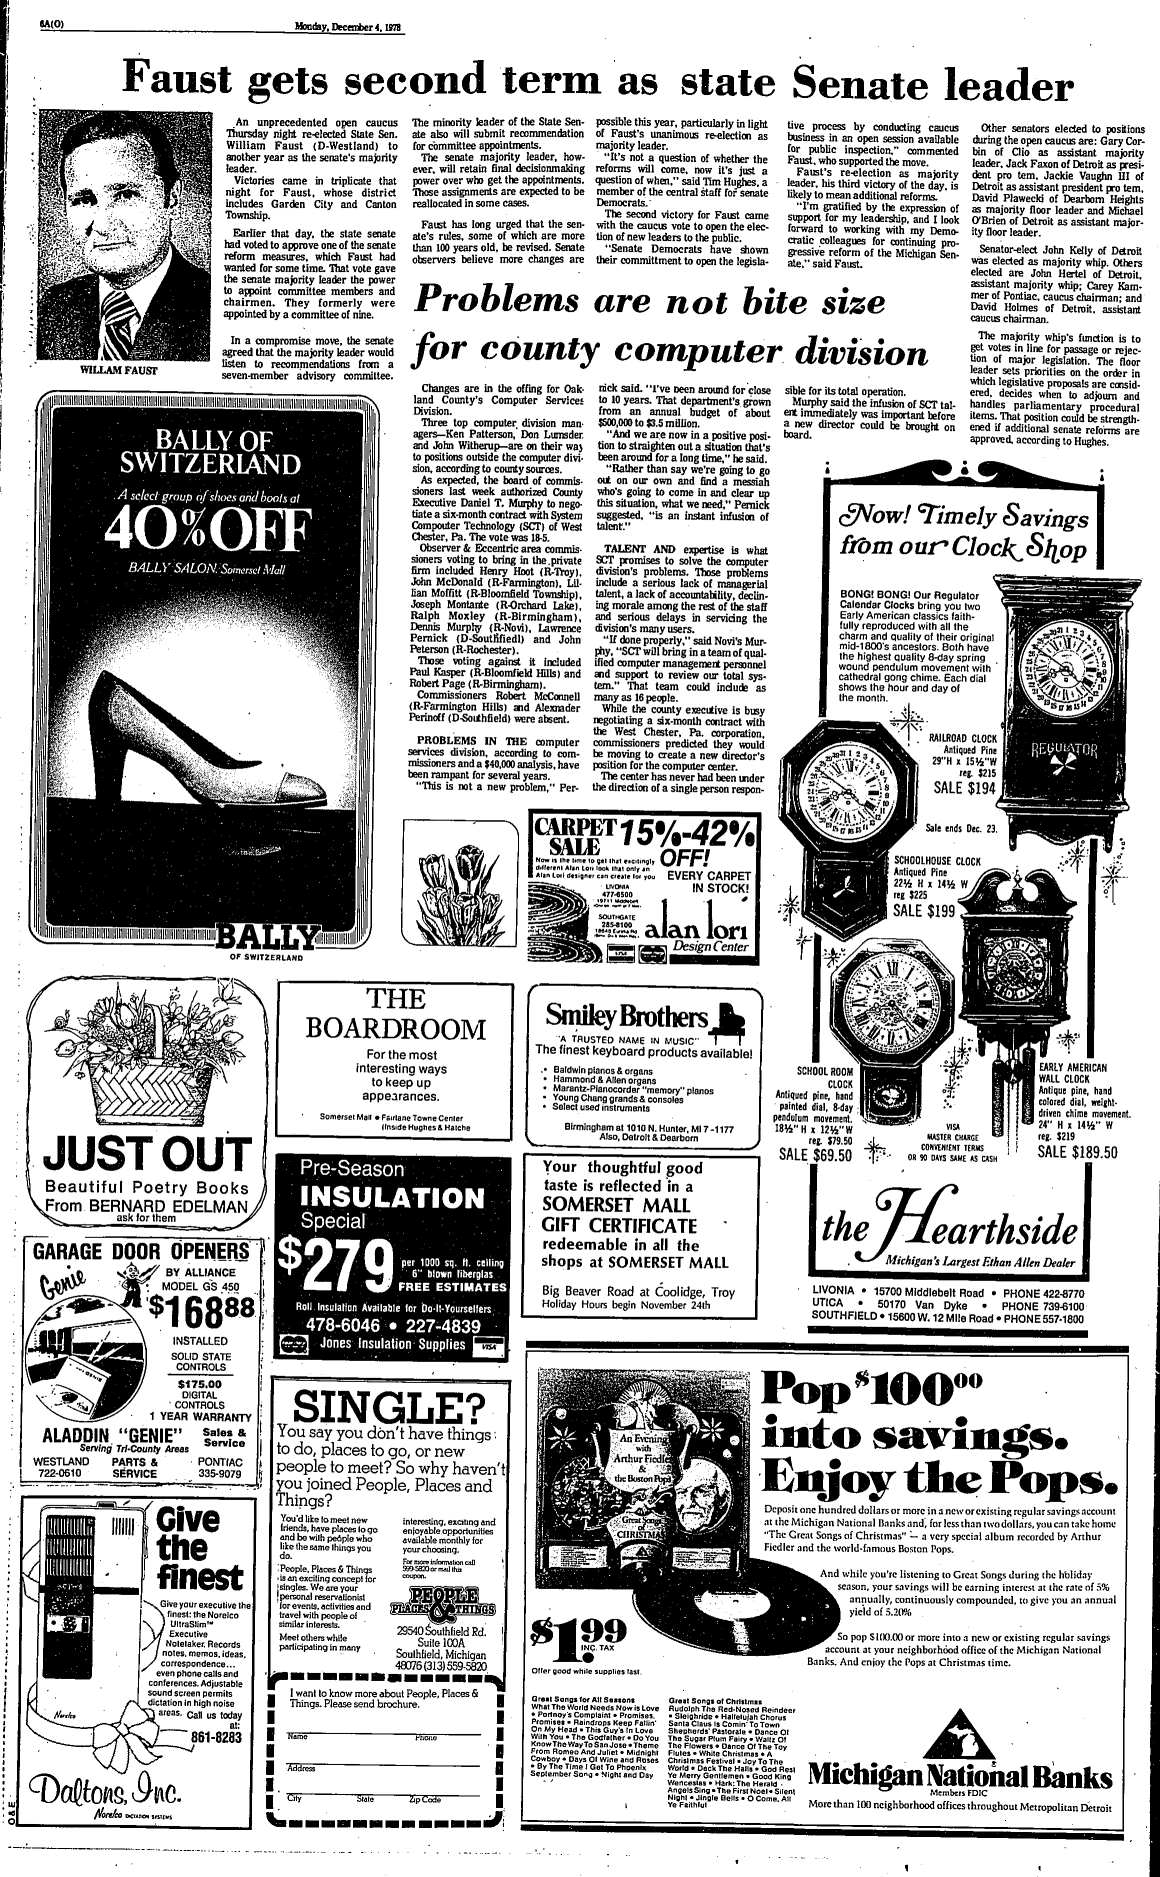 6A(O)
Monday, December 4, 1978
Faust gets second term as state Senate leader
WILLAM FAUST
An unprecedented open caucus
Thursday night re-elected State Sen.
William Faust (D-Westland) to
another year as the senate's majority
leader.
Victories came in triplicate that
night for Faust, whose district
includes Garden City and Canton
Township.
Earlier that day, the state senate
had voted to approve one of the senate
reform measures, which Faust had
wanted for some time. That vote gave
the senate majority leader the power
to appoint committee members and
chairmen. They formerly were
appointed by a committee of nine.
In a compromise move, the senate
agreed that the majority leader would
listen to recommendations from a
seven-member advisory committee.
The minority leader of the State Sen-
ate also will submit recommendation
for committee appointments.
The senate majority leader, how-
ever, will retain final decisionmaking
power over who get the appointments.
Those assignments are expected to be
reallocated in some cases.
Faust has long urged that the sen-
ate's rules, some of which are more
than 100 years old, be revised. Senate
observers believe more changes are
possible this year, particularly in light
of Faust's unanimous re-election as
majority leader.
"It's not a question of whether the
reforms will come, now it's just a
question of when," said Tim Hughes, a
member of the central staff for senate
Democrats.
The second victory for Faust came
with the caucus vote to open the elec-
tion of new leaders to the public.
"Senate Democrats have shown
their commitment to open the legisla-
tive process by conducting caucus
business in an open session available
for public inspection," commented
Faust, who supported the move.
Faust's re-election as majority
leader, his third victory of the day, is
likely to mean additional reforms.
"I'm gratified by the expression of
support for my leadership, and I look
forward to working with my Demo-
cratic colleagues for continuing pro-
gressive reform of the Michigan Sen-
ate," said Faust.
Other senators elected to positions
during the open caucus are: Gary Cor-
bin of Clio as assistant majority
leader, Jack Faxon of Detroit as presi-
dent pro tem, Jackie Vaughn III of
Detroit as assistant president pro tem,
David Plawecki of Dearborn Heights
as majority floor leader and Michael
O'Brien of Detroit as assistant major-
ity floor leader.
Senator-elect John Kelly of Detroit
was elected as majority whip. Others
elected are John Hertel of Detroit,
assistant majority whip; Carey Kam-
mer of Pontiac, caucus chairman; and
David Holmes of Detroit, assistant
caucus chairman.
The majority whip's function is to
get votes in line for passage or rejec-
tion of major legislation. The floor
leader sets priorities on the order in
which legislative proposals are consid-
ered, decides when to adjourn and
handles parliamentary procedural
items. That position could be strength-
ened if additional senate reforms are
approved, according to Hughes.
Problems are not bite size
for county computer division
Changes are in the offing for Oak-
land County's Computer Services
Division.
Three top computer division man-
agers—Ken Patterson, Don Lumsder
and John Witherup—are on their way
to positions outside the computer divi-
sion, according to county sources.
As expected, the board of commis-
sioners last week authorized County
Executive Daniel T. Murphy to nego-
tiate a six-month contract with System
Compouter Technology (SCT) of West
Chester, Pa. The vote was 18-5.
Observer & Eccentric area commis-
sioners voting to bring in the private
firm included Henry Hoot (R-Troy),
John McDonald (R-Farmington), Lil-
lian Moffitt (R-Bloomfield Township),
Joseph Montante (R-Orchard Lake),
Ralph Moxley (R-Birmingham),
Dennis Murphy (R-Novi), Lawrence
Pernick (D-Southfield) and John
Peterson (R-Rochester).
Those voting against it included
Paul Kasper (R-Bloomfield Hills) and
Robert Page (R-Birmingham).
Commissioners Robert McConnell
(R-Farmington Hills) and Alexnader
Perinoff (D-Southfield) were absent.
PROBLEMS IN THE computer
services division, according to com-
missioners and a $40,000 analysis, have
been rampant for several years.
"This is not a new problem," Per-
nick said. "I've been around for close
to 10 years. That department's grown
from an annual budget of about
$500,000 to $3.5 million.
"And we are now in a positive posi-
tion to straighten out a situation that's
been around for a long time," he said.
"Rather than say we're going to go
out on our own and find a messiah
who's going to come in and clear up
this situation, what we need," Pernick
suggested, "is an instant infusion of
talent."
TALENT AND expertise is what
SCT promises to solve the computer
division's problems. Those problems
include a serious lack of managerial
talent, a lack of accountability, declin-
ing morale among the rest of the staff
and serious delays in servicing the
division's many users.
"If done properly," said Novi's Mur-
phy, "SCT will bring in a team of qual-
ified computer management personnel
and support to review our total sys-
tem." That team could include as
many as 16 people.
While the county executive is busy
negotiating a six-month contract with
the West Chester, Pa. corporation,
commissioners predicted they would
be moving to create a new director's
position for the computer center.
The center has never had been under
the direction of a single person respon-
sible for its total operation.
Murphy said the infusion of SCT tal-
ent immediately was important before
a new director could be brought on
board.
BALLY OF
SWITZERLAND
A select group of shoes and boots at
40% OFF
BALLY SALON, Somerset Mall
BALLY
OF SWITZERLAND
CARPET
SALE
15%-42%
OFF!
Now is the time to get that excitingly
different Alan Lori look that only an
Alan Lori designer can create for you
EVERY CARPET
IN STOCK!
LIVONIA
477-6500
SOUTHGATE
285-8100
alan lori
Design Center
Now! Timely Savings
from our Clock Shop
BONG! BONG! Our Regulator
Calendar Clocks bring you two
Early American classics faith-
fully reproduced with all the
charm and quality of their original
mid-1800's ancestors. Both have
the highest quality 8-day spring
wound pendulum movement with
cathedral gong chime. Each dial
shows the hour and day of
the month.
REGULATOR
RAILROAD CLOCK
Antiqued Pine
29"H x 15½"W
reg. $215
SALE $194
Sale ends Dec. 23.
SCHOOLHOUSE CLOCK
Antiqued Pine
22½ H x 14½ W
reg $225
SALE $199
SCHOOL ROOM
CLOCK
Antiqued pine, hand
painted dial, 8-day
pendulum movement.
18½" H x 12½"W
reg. $79.50
SALE $69.50
VISA
MASTER CHARGE
CONVENIENT TERMS
OR 90 DAYS SAME AS CASH
EARLY AMERICAN
WALL CLOCK
Antique pine, hand
colored dial, weight-
driven chime movement.
24" H x 14½" W
reg. $219
SALE $189.50
the Hearthside
Michigan's Largest Ethan Allen Dealer
LIVONIA • 15700 Middlebelt Road • PHONE 422-8770
UTICA • 50170 Van Dyke • PHONE 739-6100
SOUTHFIELD • 15600 W. 12 Mile Road • PHONE 557-1800
JUST OUT
Beautiful Poetry Books
From BERNARD EDELMAN
ask for them
THE
BOARDROOM
For the most
interesting ways
to keep up
appearances.
Somerset Mall • Fairlane Towne Center
(Inside Hughes & Hatcher
Smiley Brothers
"A TRUSTED NAME IN MUSIC"
The finest keyboard products available!
• Baldwin pianos & organs
• Hammond & Allen organs
• Marantz-Pianocorder "memory" pianos
• Young Chang grands & consoles
• Select used instruments
Birmingham at 1010 N. Hunter, MI 7-1177
Also, Detroit & Dearborn
Pre-Season
INSULATION
Special
$279
per 1000 sq. ft. ceiling
6" blown fiberglas
FREE ESTIMATES
Roll Insulation Available for Do-It-Yourselfers
478-6046 • 227-4839
Jones Insulation Supplies
VISA
Your thoughtful good
taste is reflected in a
SOMERSET MALL
GIFT CERTIFICATE
redeemable in all the
shops at SOMERSET MALL
Big Beaver Road at Coolidge, Troy
Holiday Hours begin November 24th
GARAGE DOOR OPENERS
Genie
BY ALLIANCE
MODEL GS 450
$168 88
INSTALLED
SOLID STATE
CONTROLS
$175.00
DIGITAL
CONTROLS
1 YEAR WARRANTY
ALADDIN "GENIE"
Sales &
Service
Serving Tri-County Areas
WESTLAND
722-0610
PARTS &
SERVICE
PONTIAC
335-9079
SINGLE?
You say you don't have things
to do, places to go, or new
people to meet? So why haven't
you joined People, Places and
Things?
You'd like to meet new
friends, have places to go
and be with people who
like the same things you
do.
People, Places & Things
is an exciting concept for
singles. We are your
personal reservationist
for events, activities and
travel with people of
similar interests.
Meet others while
participating in many
interesting, exciting and
enjoyable opportunities
available monthly for
your choosing.
For more information call
559-5820 or mail this
coupon.
PEOPLE
PLACES & THINGS
29540 Southfield Rd.
Suite 100A
Southfield, Michigan
48076 (313) 559-5820
I want to know more about People, Places &
Things. Please send brochure.
Name Phone
Address
City State Zip Code
Give
the
finest
Give your executive the
finest: the Norelco
UltraSlim™
Executive
Notetaker. Records
notes, memos, ideas,
correspondence...
even phone calls and
conferences. Adjustable
sound screen permits
dictation in high noise
areas. Call us today
at:
861-8283
Norelco
Daltons, Inc.
Norelco DICTATION SYSTEMS
O&E
An Evening
with
Arthur Fiedler
&
the Boston Pops
Great Songs
of
CHRISTMAS
$1.99
INC. TAX
Offer good while supplies last.
Pop $100⁰⁰
into savings.
Enjoy the Pops.
Deposit one hundred dollars or more in a new or existing regular savings account
at the Michigan National Banks and, for less than two dollars, you can take home
"The Great Songs of Christmas" — a very special album recorded by Arthur
Fiedler and the world-famous Boston Pops.
And while you're listening to Great Songs during the holiday
season, your savings will be earning interest at the rate of 5%
annually, continuously compounded, to give you an annual
yield of 5.20%
So pop $100.00 or more into a new or existing regular savings
account at your neighborhood office of the Michigan National
Banks. And enjoy the Pops at Christmas time.
Great Songs for All Seasons
What The World Needs Now is Love
• Portnoy's Complaint • Promises,
Promises • Raindrops Keep Fallin'
On My Head • This Guy's In Love
With You • The Godfather • Do You
Know The Way To San Jose • Theme
From Romeo And Juliet • Midnight
Cowboy • Days Of Wine and Roses
• By The Time I Get To Phoenix
September Song • Night and Day
Great Songs of Christmas
Rudolph The Red-Nosed Reindeer
• Sleighride • Hallelujah Chorus
Santa Claus Is Comin' To Town
Shepherds' Pastorale • Dance Of
The Sugar Plum Fairy • Waltz Of
The Flowers • Dance Of The Toy
Flutes • White Christmas • A
Christmas Festival • Joy To The
World • Deck The Halls • God Rest
Ye Merry Gentlemen • Good King
Wenceslas • Hark, The Herald
Angels Sing • The First Noel • Silent
Night • Jingle Bells • O Come, All
Ye Faithful
Michigan National Banks
Members FDIC
More than 100 neighborhood offices throughout Metropolitan Detroit